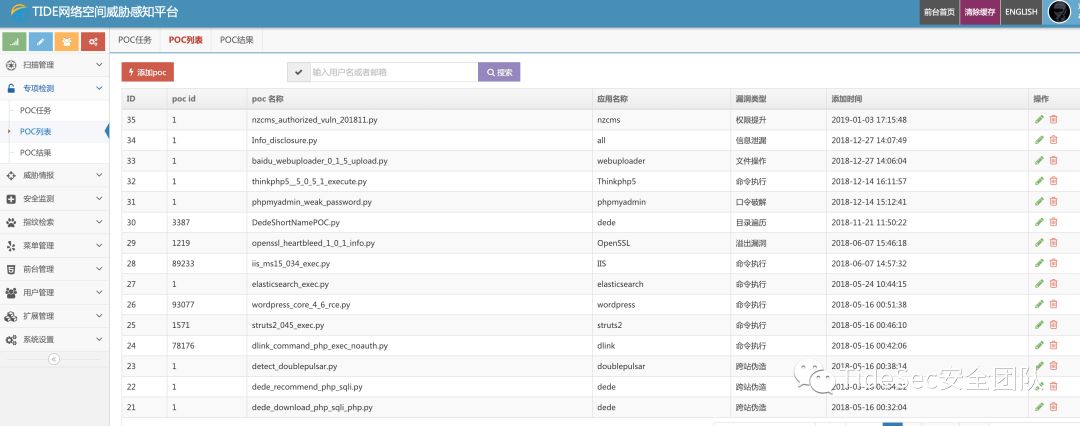 TIDE网络空间威胁感知平台
前台首页 清除缓存 ENGLISH
POC任务 POC列表 POC结果
扫描管理
专项检测
POC任务
POC列表
POC结果
威胁情报
安全监测
指纹检索
菜单管理
前台管理
用户管理
扩展管理
系统设置
添加poc 输入用户名或者邮箱 搜索
ID poc id poc 名称 应用名称 漏洞类型 添加时间 操作
35 1 nzcms_authorized_vuln_201811.py nzcms 权限提升 2019-01-03 17:15:48
34 1 Info_disclosure.py all 信息泄漏 2018-12-27 14:07:49
33 1 baidu_webuploader_0_1_5_upload.py webuploader 文件操作 2018-12-27 14:06:04
32 1 thinkphp5__5_0_5_1_execute.py Thinkphp5 命令执行 2018-12-14 16:11:57
31 1 phpmyadmin_weak_password.py phpmyadmin 口令破解 2018-12-14 15:12:41
30 3387 DedeShortNamePOC.py dede 目录遍历 2018-11-21 11:50:22
29 1219 openssl_heartbleed_1_0_1_info.py OpenSSL 溢出漏洞 2018-06-07 15:46:18
28 89233 iis_ms15_034_exec.py IIS 命令执行 2018-06-07 14:57:32
27 1 elasticsearch_exec.py elasticsearch 命令执行 2018-05-24 10:44:15
26 93077 wordpress_core_4_6_rce.py wordpress 命令执行 2018-05-16 00:51:38
25 1571 struts2_045_exec.py struts2 命令执行 2018-05-16 00:46:10
24 78176 dlink_command_php_exec_noauth.py dlink 命令执行 2018-05-16 00:42:06
23 1 detect_doublepulsar.py doublepulsar 跨站伪造 2018-05-16 00:38:14
22 1 dede_recommend_php_sqli.py dede 跨站伪造
21 1 dede_download_php_sqli_php.py dede 跨站伪造 2018-05-16 00:32:04
TideSec安全团队